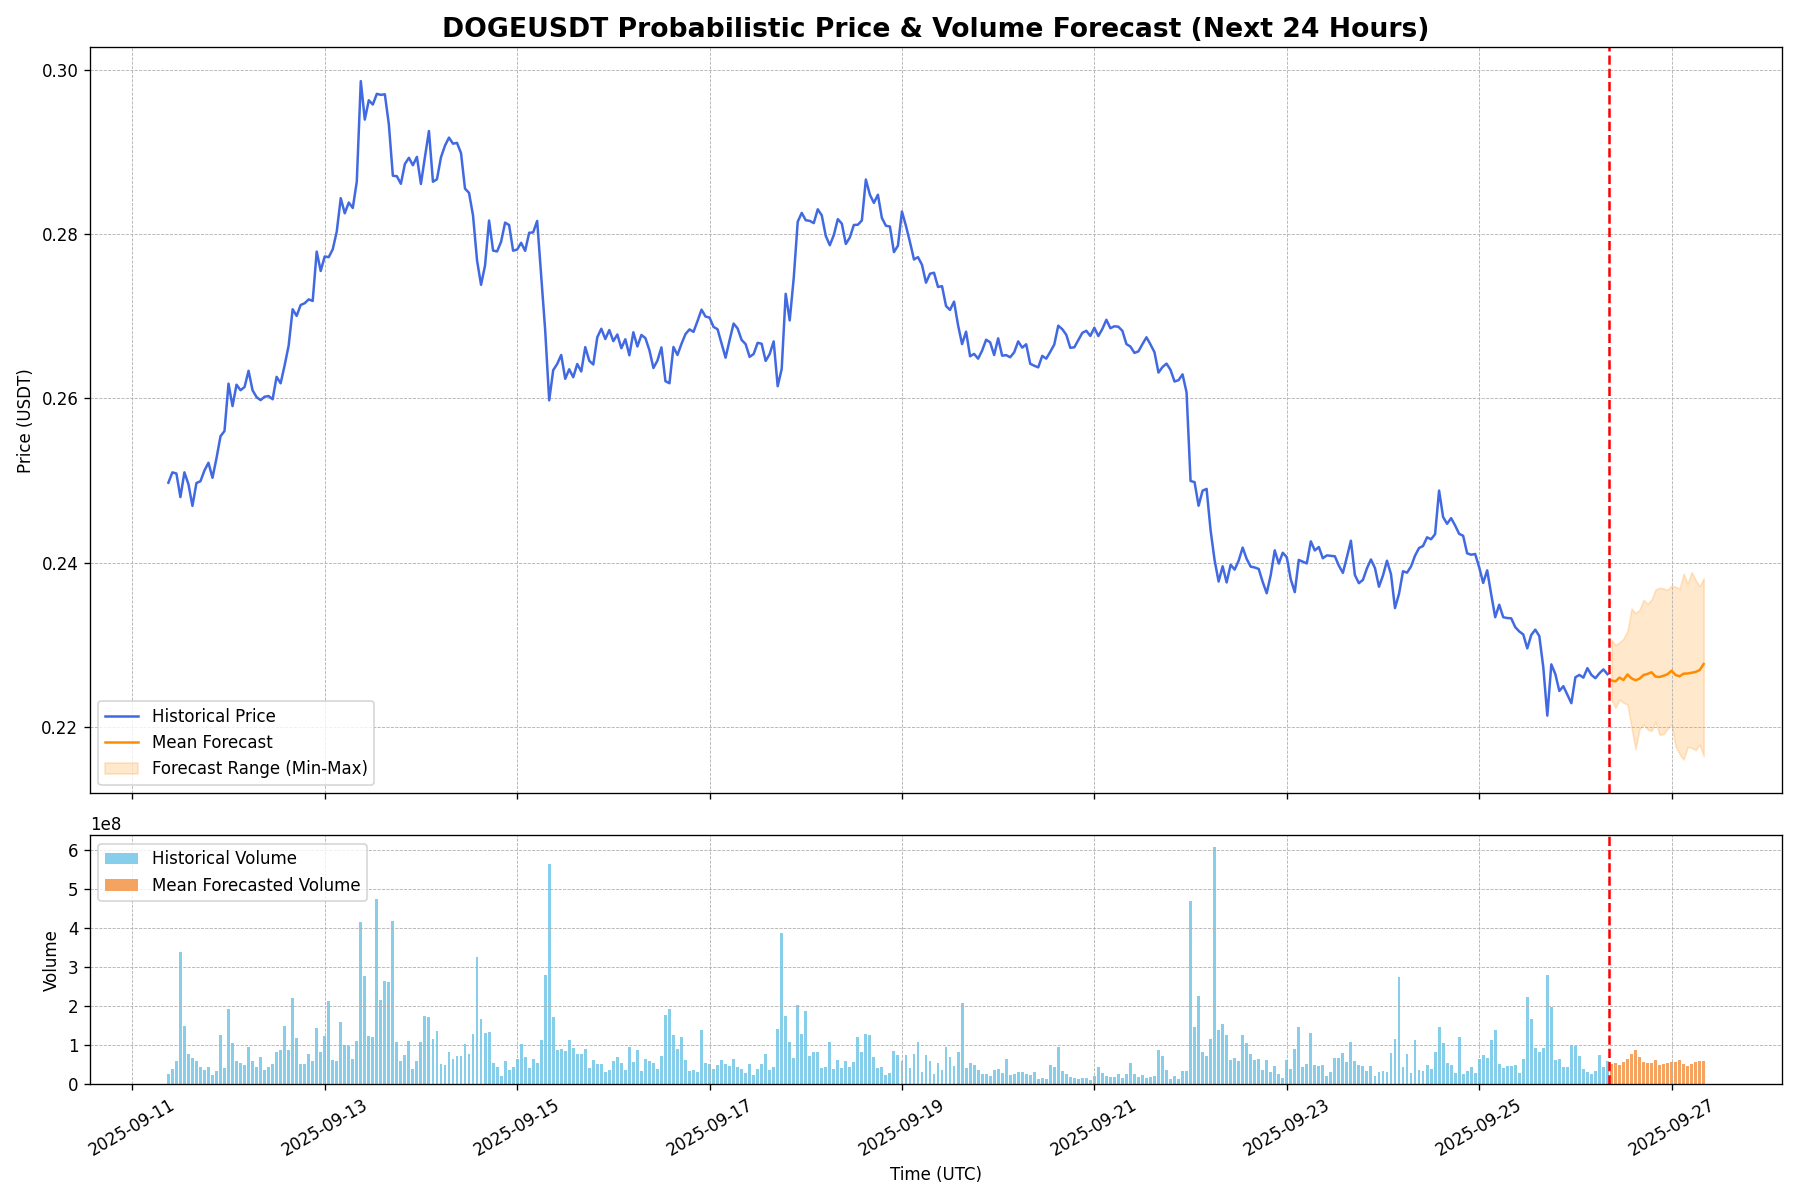 DOGEUSDT Probabilistic Price & Volume Forecast (Next 24 Hours)
0.30
0.28
0.26
0.24
0.22
Price (USDT)
Historical Price
Mean Forecast
Forecast Range (Min-Max)
1e8
6
5
4
3
2
1
0
Volume
Historical Volume
Mean Forecasted Volume
2025-09-11
2025-09-13
2025-09-15
2025-09-17
2025-09-19
2025-09-21
2025-09-23
2025-09-25
2025-09-27
Time (UTC)